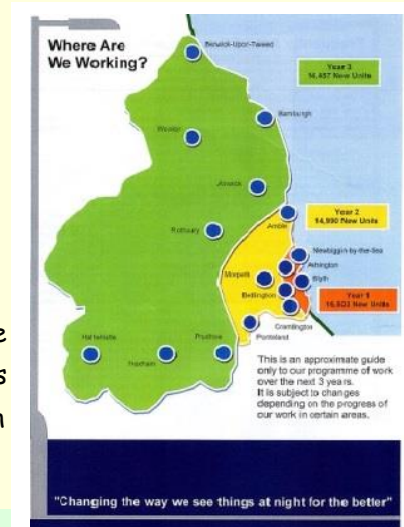 Where Are
We Working?
Berwick-Upon-Tweed
Year 3
14,457 New Units
Bamburgh
Wooler
Alnwick
Year 2
14,990 New Units
Amble
Rothbury
Newbiggin-by-the-Sea
Ashington
Morpeth
Blyth
Bedlington
Year 1
Cramlington
Ponteland
Haltwhistle
Prudhoe
Hexham
This is an approximate guide
only to our programme of work
over the next 3 years.
It is subject to changes
depending on the progress of
our work in certain areas.
"Changing the way we see things at night for the better"